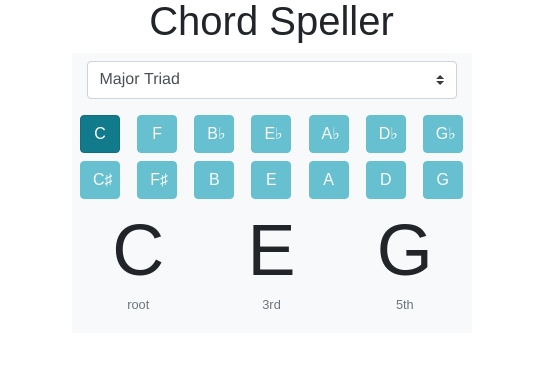 Chord Speller
Major Triad
C F B♭ E♭ A♭ D♭ G♭
C♯ F♯ B E A D G
C E G
root 3rd 5th